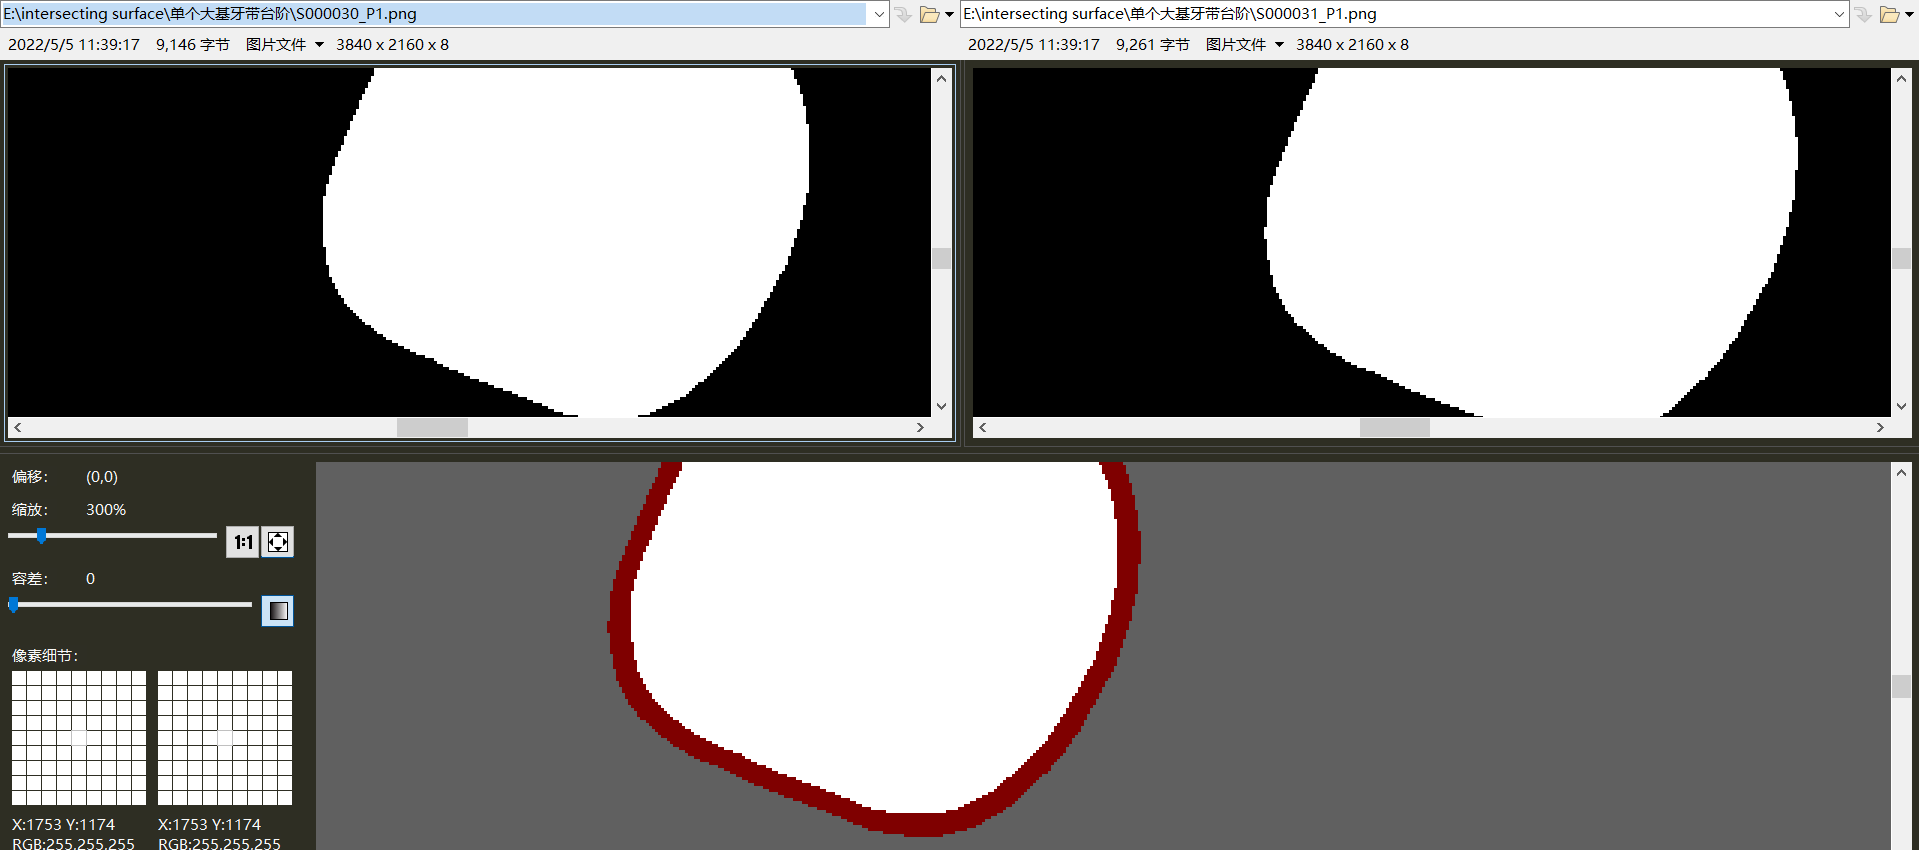 E:\intersecting surface\单个大基牙带台阶\S000030_P1.png
E:\intersecting surface\单个大基牙带台阶\S000031_P1.png
2022/5/5 11:39:17 9,146 字节 图片文件 3840 x 2160 x 8
2022/5/5 11:39:17 9,261 字节 图片文件 3840 x 2160 x 8
偏移: (0,0)
缩放: 300%
1:1
容差: 0
像素细节:
X:1753 Y:1174
X:1753 Y:1174
RGB:255,255,255
RGB:255,255,255